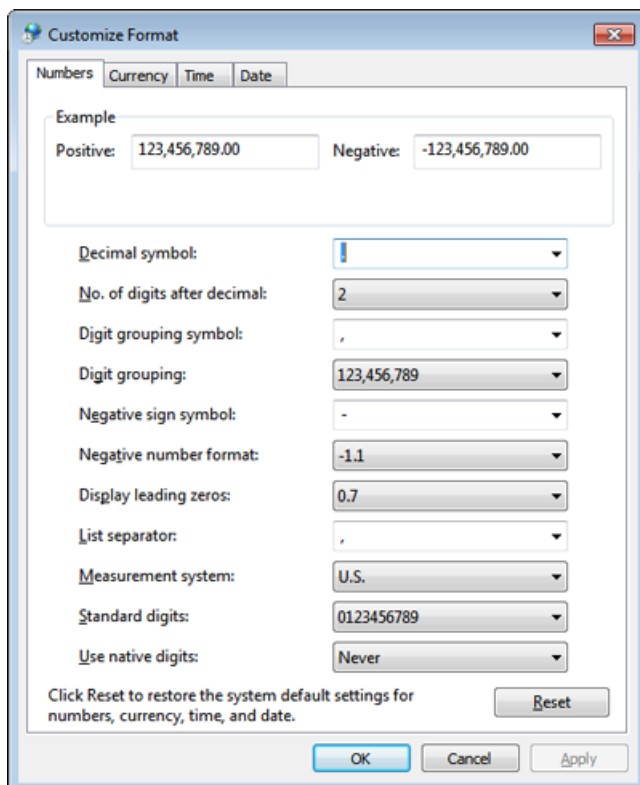 Customize Format
Numbers Currency Time Date
Example
Positive: 123,456,789.00 Negative: -123,456,789.00
Decimal symbol: .
No. of digits after decimal: 2
Digit grouping symbol: ,
Digit grouping: 123,456,789
Negative sign symbol: -
Negative number format: -1.1
Display leading zeros: 0.7
List separator: ,
Measurement system: U.S.
Standard digits: 0123456789
Use native digits: Never
Click Reset to restore the system default settings for
numbers, currency, time, and date.
Reset
OK Cancel Apply